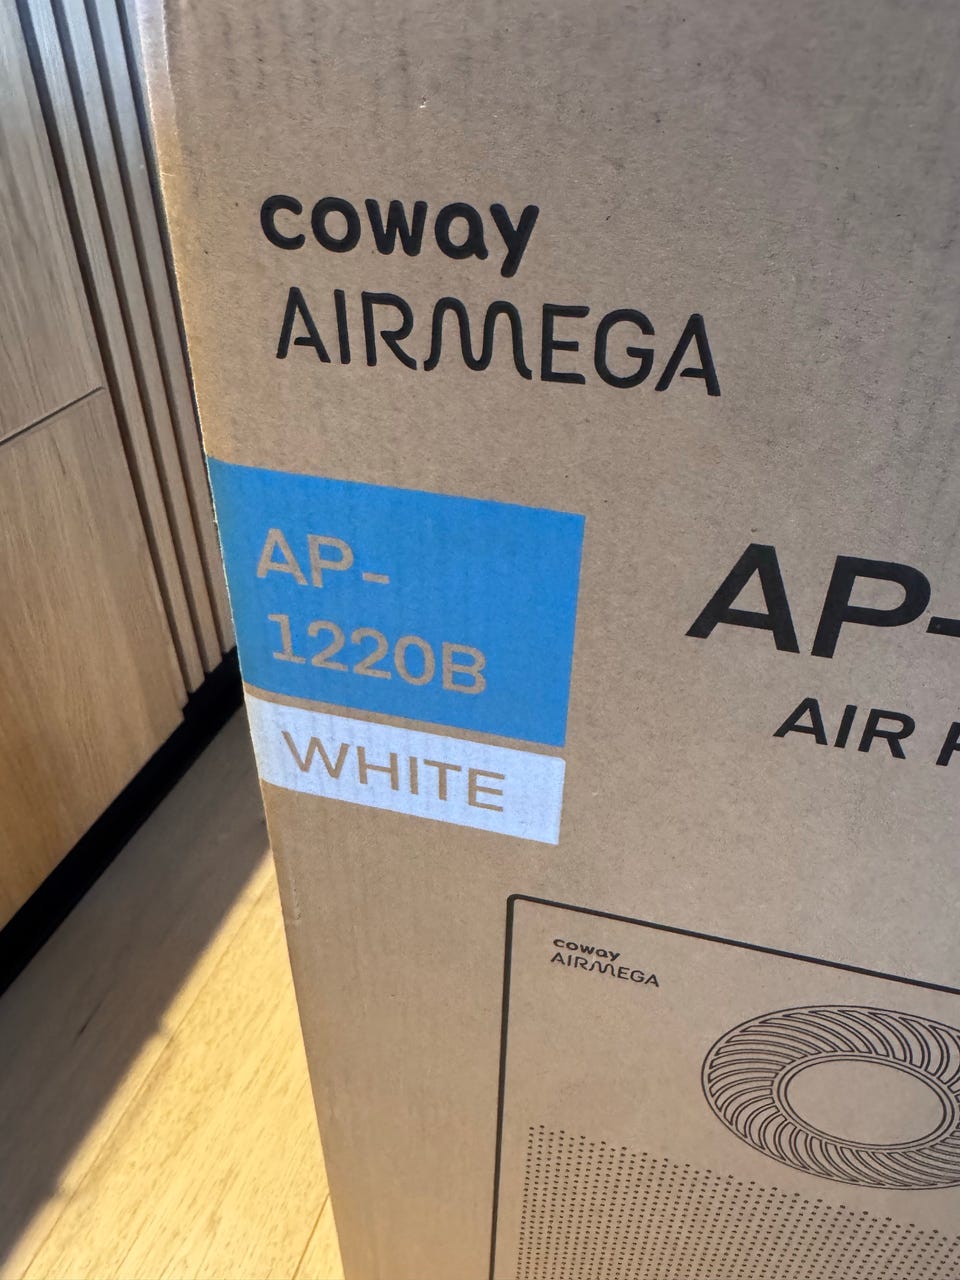 coway
AIRMEGA
AP-
1220B
WHITE
AP-
AIR
coway
AIRMEGA